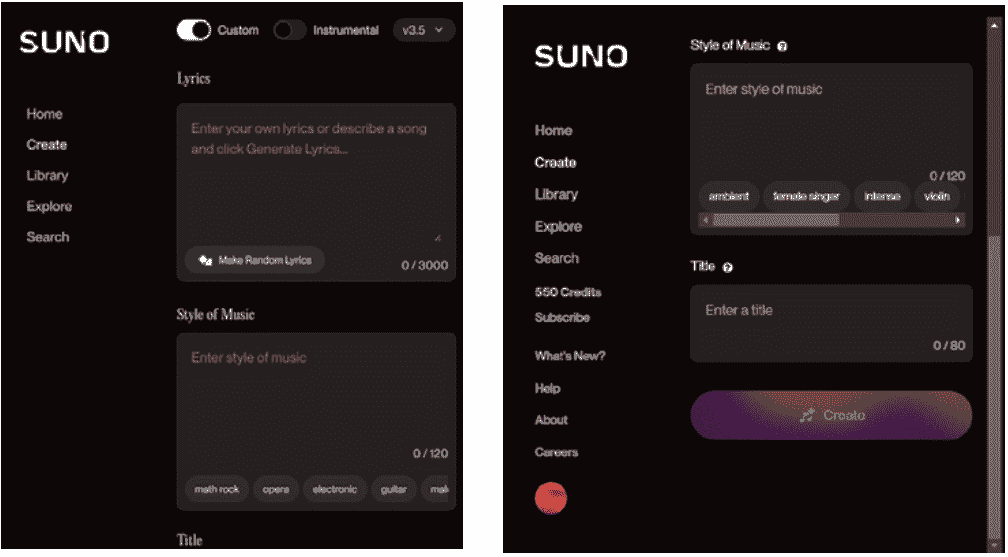 SUNO
Custom
Instrumental
v3.5
Home
Create
Library
Explore
Search
Lyrics
Enter your own lyrics or describe a song
and click Generate Lyrics...
Make Random Lyrics
0 / 3000
Style of Music
Enter style of music
0 / 120
math rock
opera
electronic
guitar
Title
SUNO
Home
Create
Library
Explore
Search
550 Credits
Subscribe
What's New?
Help
About
Careers
Style of Music
Enter style of music
0 / 120
ambient
female singer
intense
violin
Title
Enter a title
0 / 80
Create